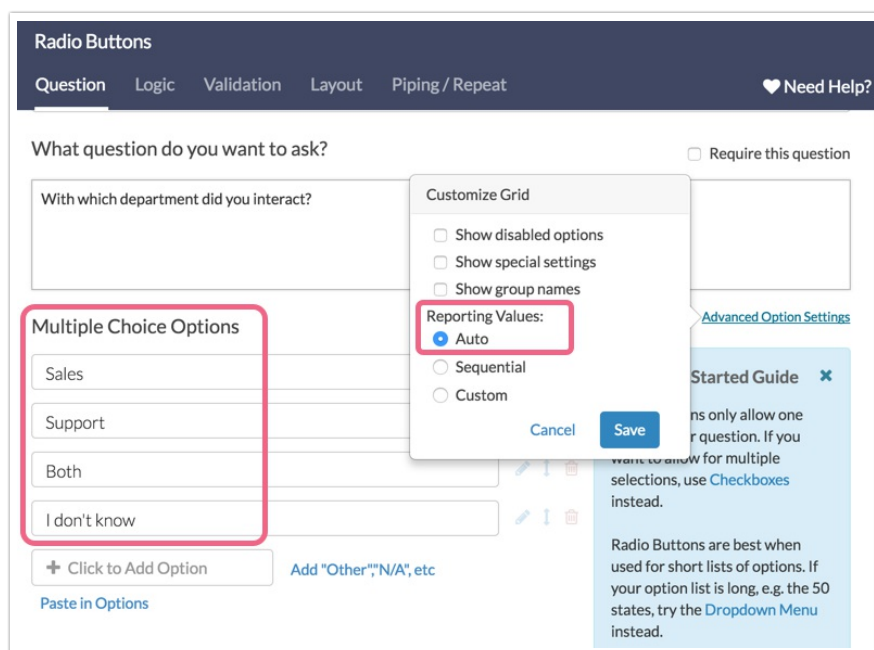 Radio Buttons
Question Logic Validation Layout Piping / Repeat Need Help?
What question do you want to ask?
Require this question
With which department did you interact?
Customize Grid
Show disabled options
Show special settings
Show group names
Reporting Values:
Auto
Sequential
Custom
Cancel Save
Advanced Option Settings
Multiple Choice Options
Sales
Support
Both
I don't know
Click to Add Option
Add "Other","N/A", etc
Paste in Options
Started Guide
only allow one
question. If you
want to allow for multiple
selections, use Checkboxes
instead.
Radio Buttons are best when
used for short lists of options. If
your option list is long, e.g. the 50
states, try the Dropdown Menu
instead.